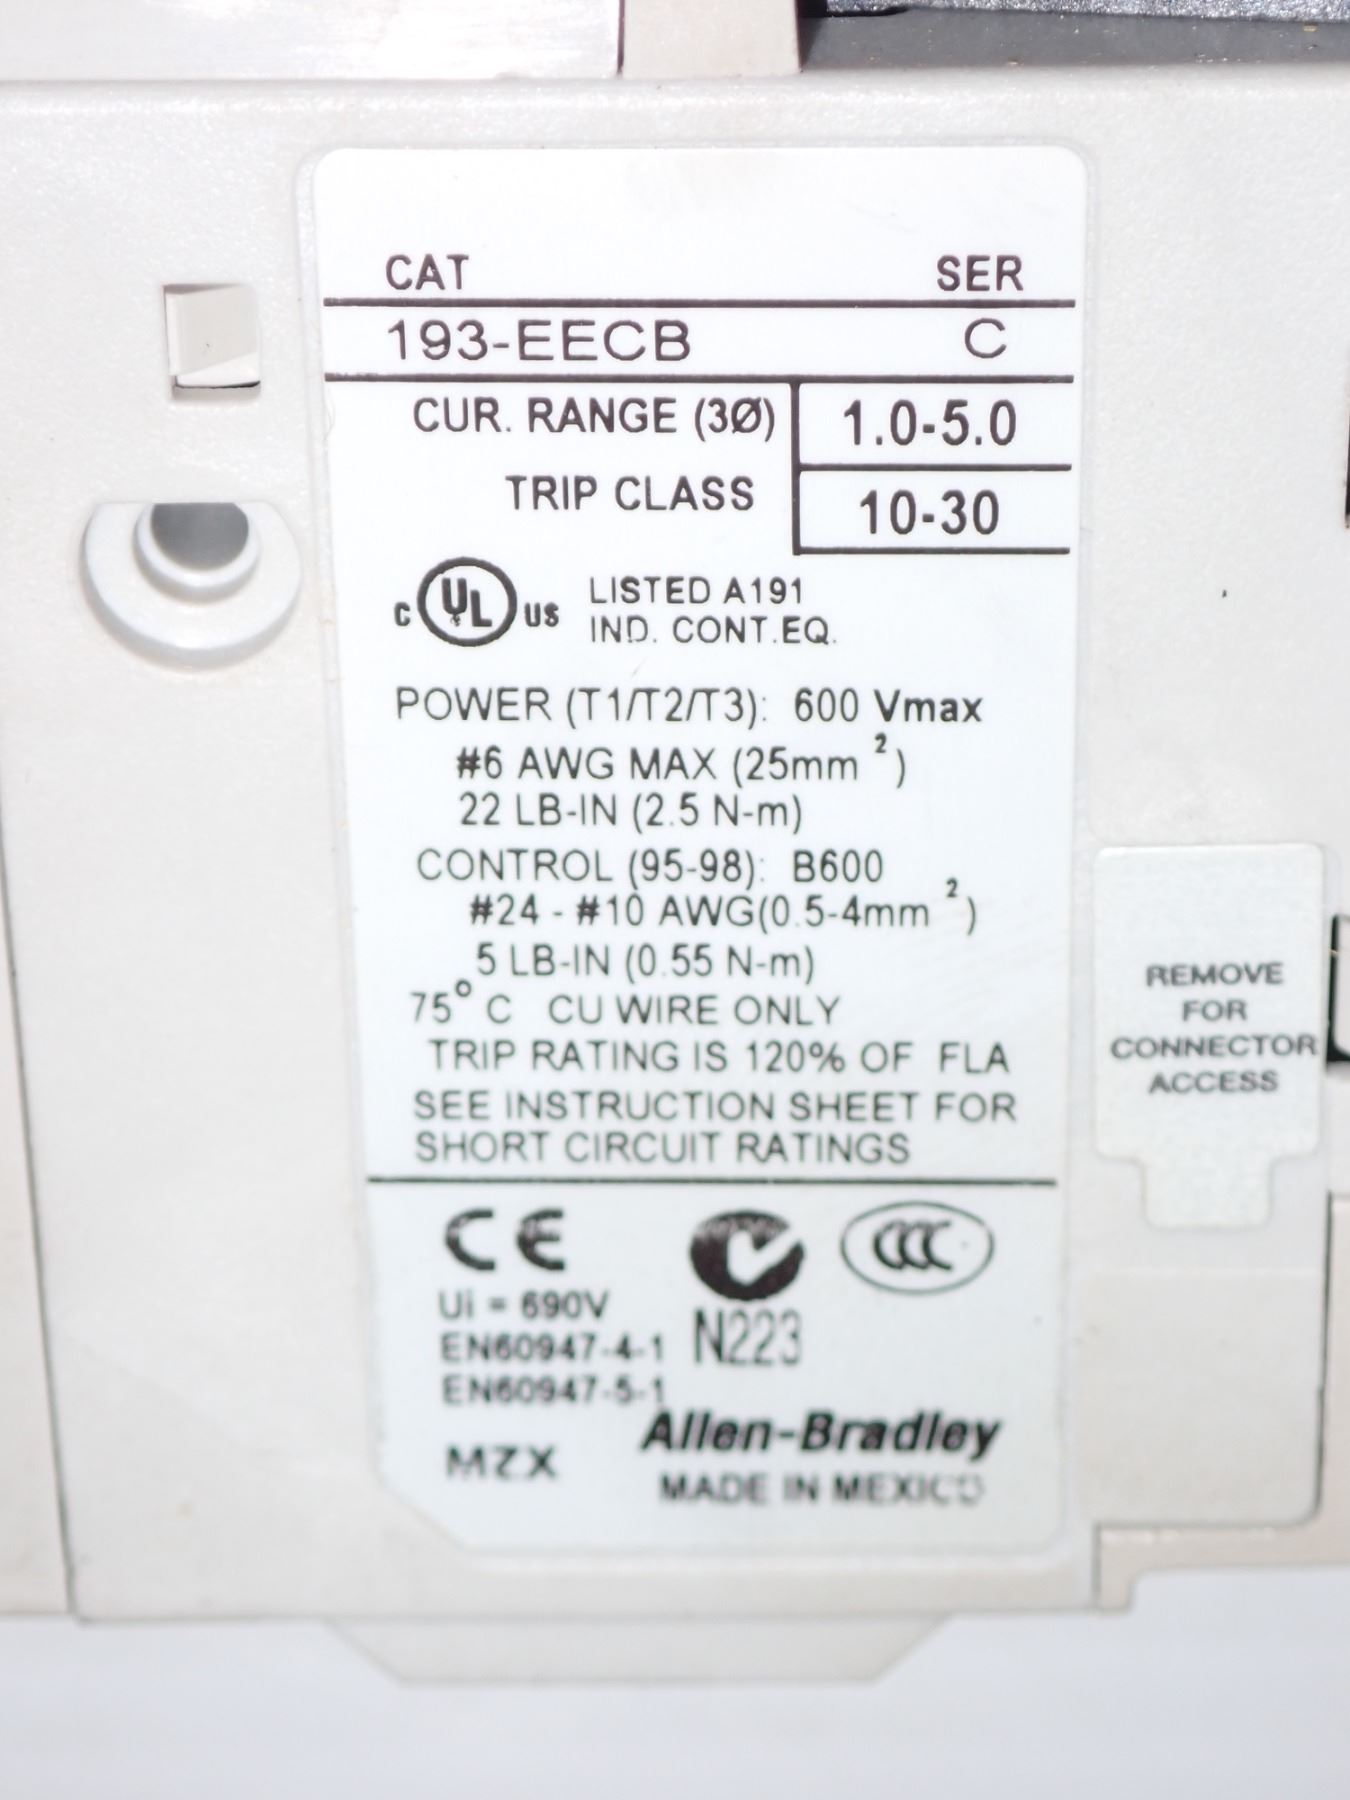 CAT SER
193-EECB C
CUR. RANGE (3Ø) 1.0-5.0
TRIP CLASS 10-30
C UL US LISTED A191
IND. CONT.EQ.
POWER (T1/T2/T3): 600 Vmax
#6 AWG MAX (25mm²)
22 LB-IN (2.5 N-m)
CONTROL (95-98): B600
#24 - #10 AWG(0.5-4mm²)
5 LB-IN (0.55 N-m)
75°C CU WIRE ONLY
TRIP RATING IS 120% OF FLA
SEE INSTRUCTION SHEET FOR
SHORT CIRCUIT RATINGS
CE CCC
Ui = 690V
EN60947-4-1 N223
EN60947-5-1
Allen-Bradley
MZX
MADE IN MEXICO
REMOVE
FOR
CONNECTOR
ACCESS